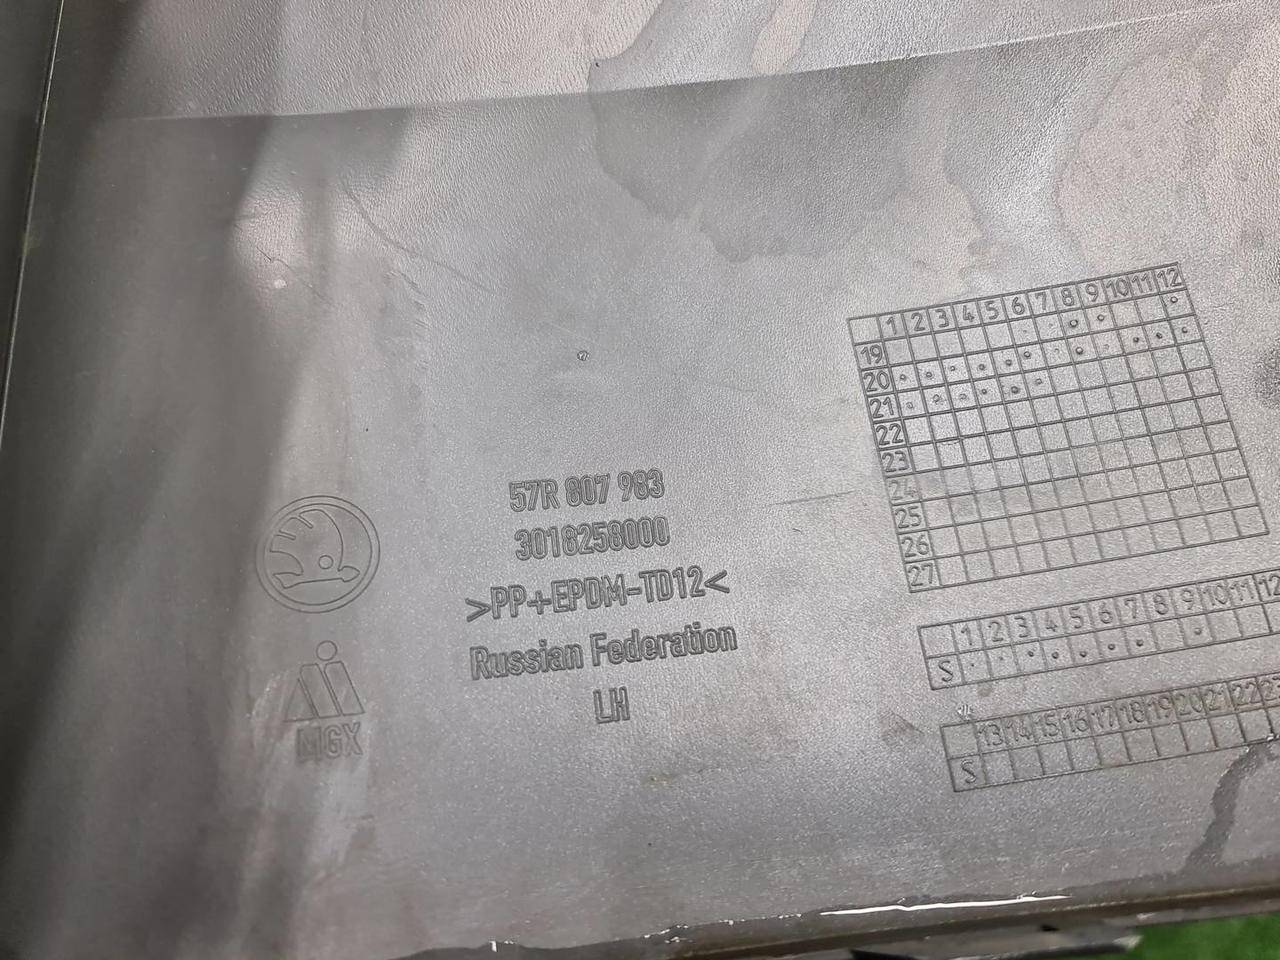 57R 807 983
3018258000
>PP+EPDM-TD12<
Russian Federation
LH
MGX
1 2 3 4 5 6 7 8 9 10 11 12
19
20
21
22
23
24
25
26
27
1 2 3 4 5 6 7 8 9 10 11 12
S
13 14 15 16 17 18 19 20 21 22 23
S